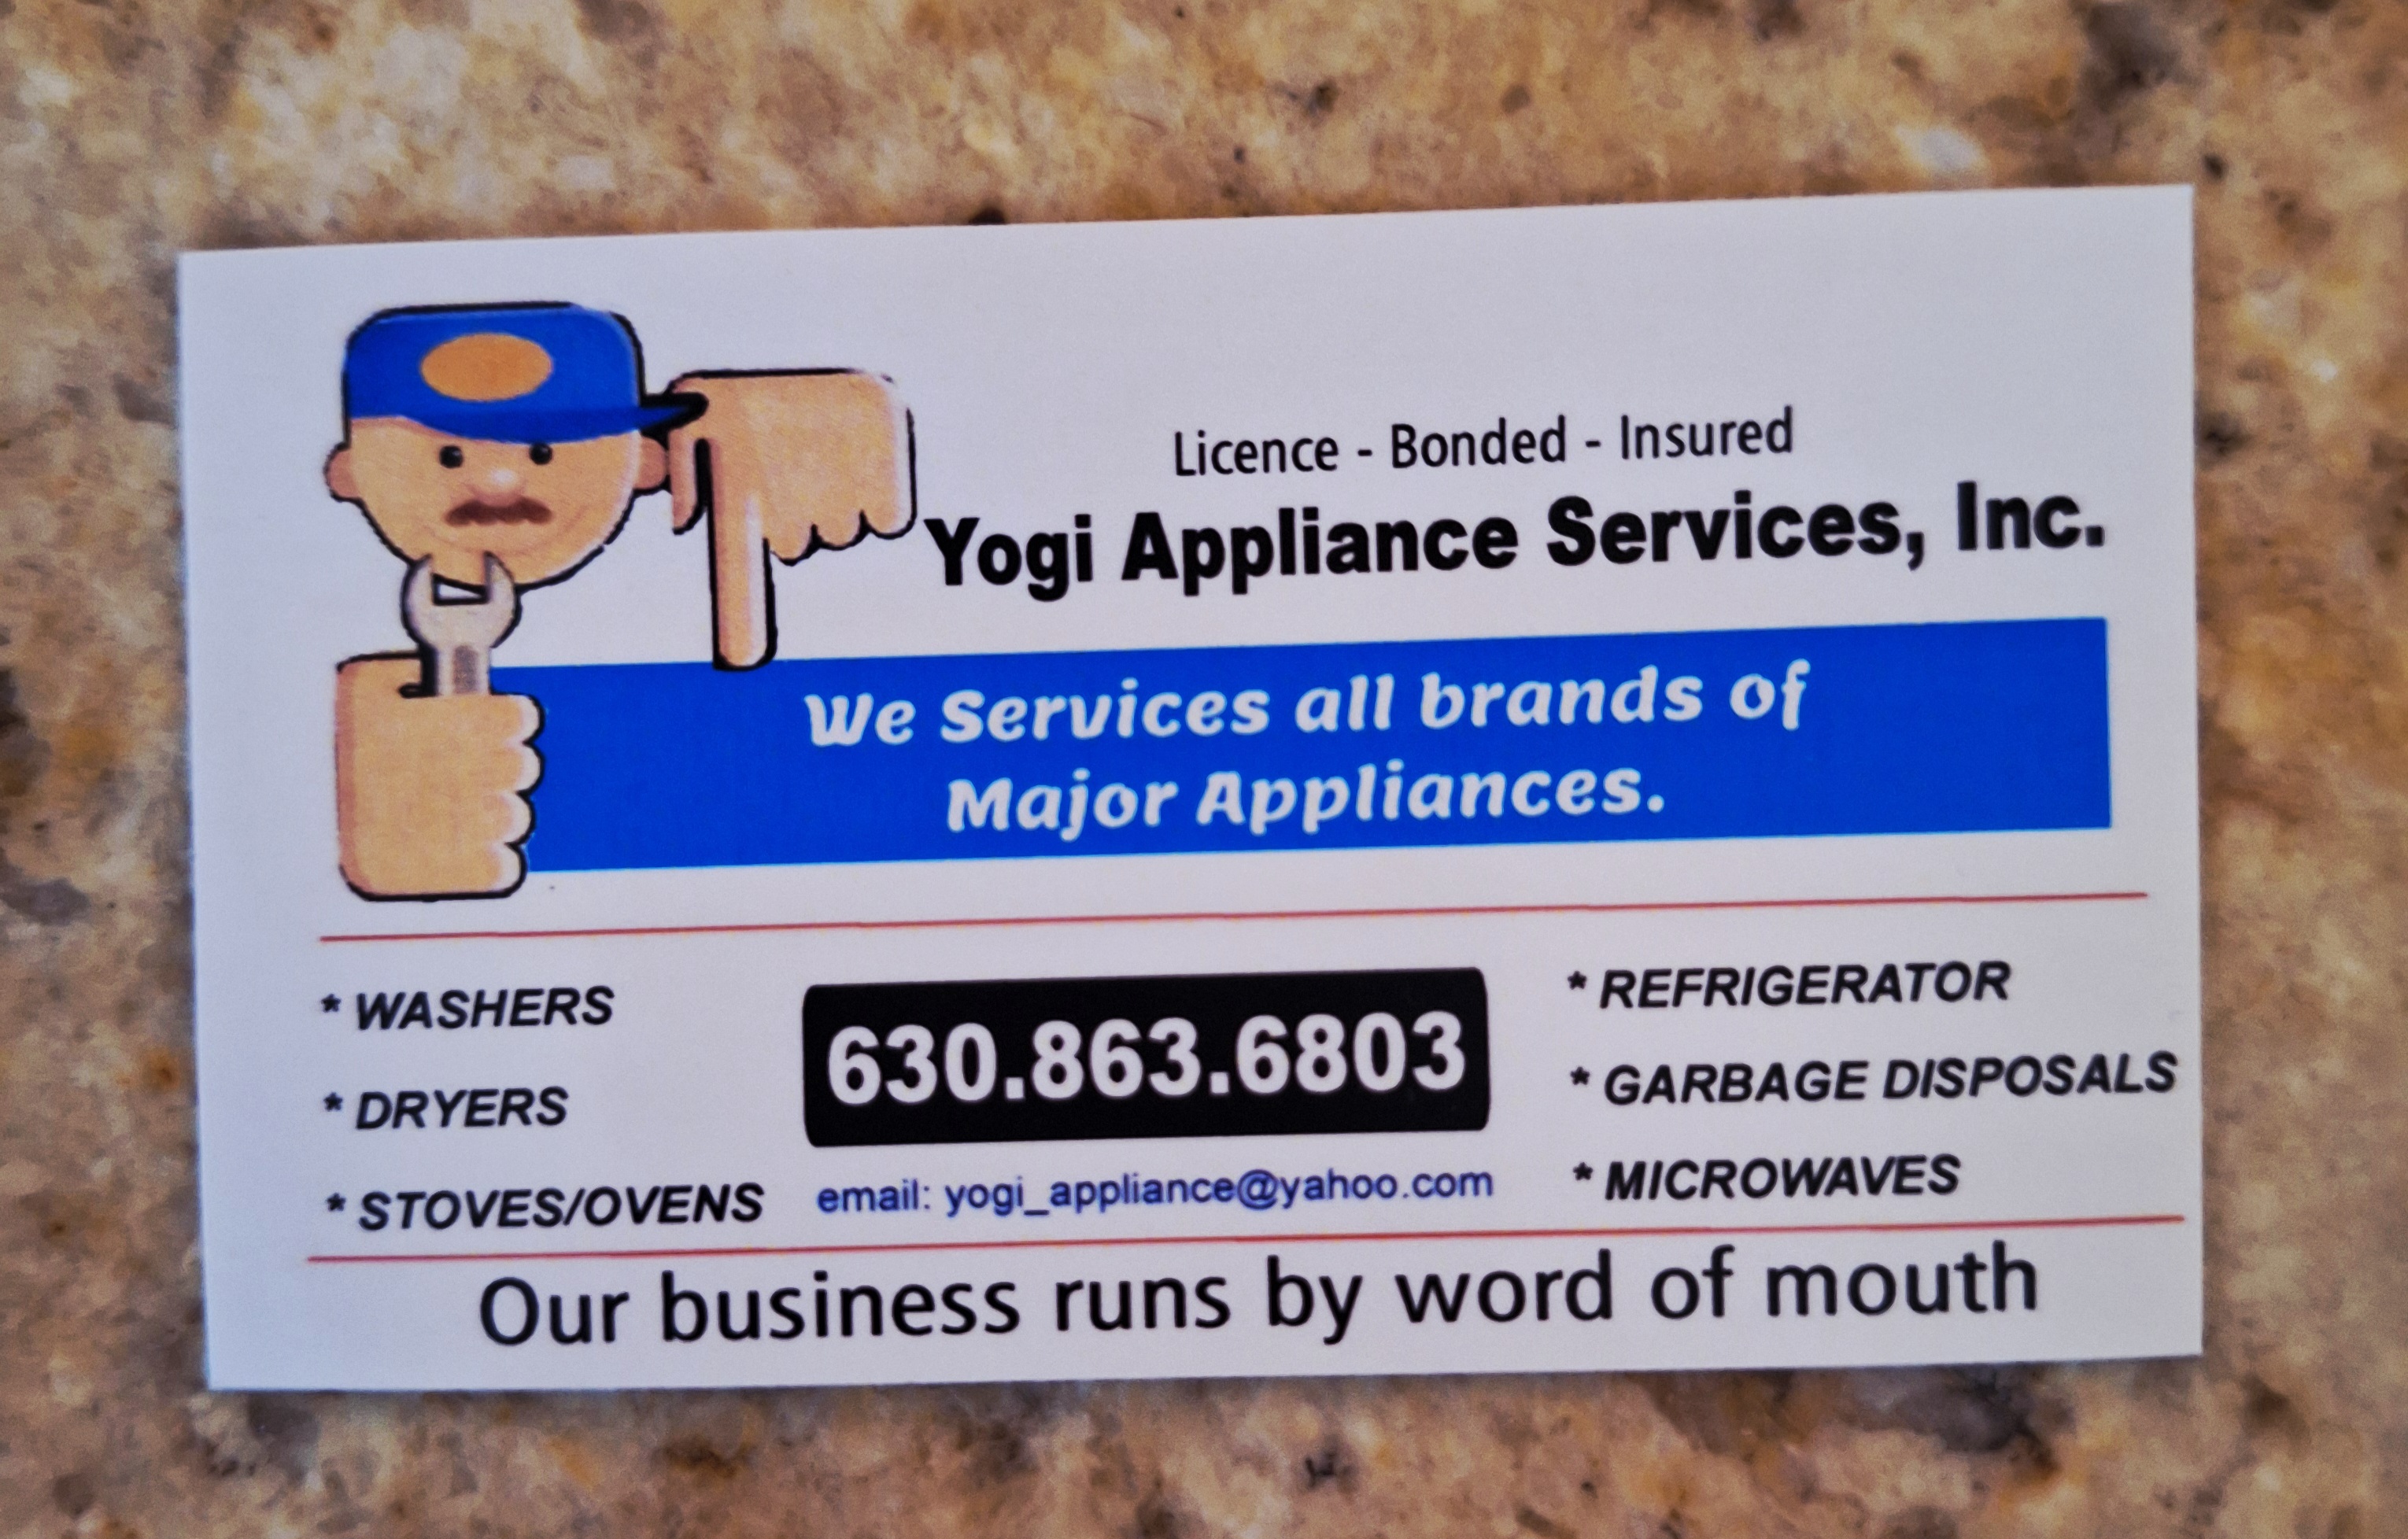 Licence - Bonded - Insured
Yogi Appliance Services, Inc.
We Services all brands of
Major Appliances.
* WASHERS
* DRYERS
* STOVES/OVENS
630.863.6803
email: yogi_appliance@yahoo.com
* REFRIGERATOR
* GARBAGE DISPOSALS
* MICROWAVES
Our business runs by word of mouth